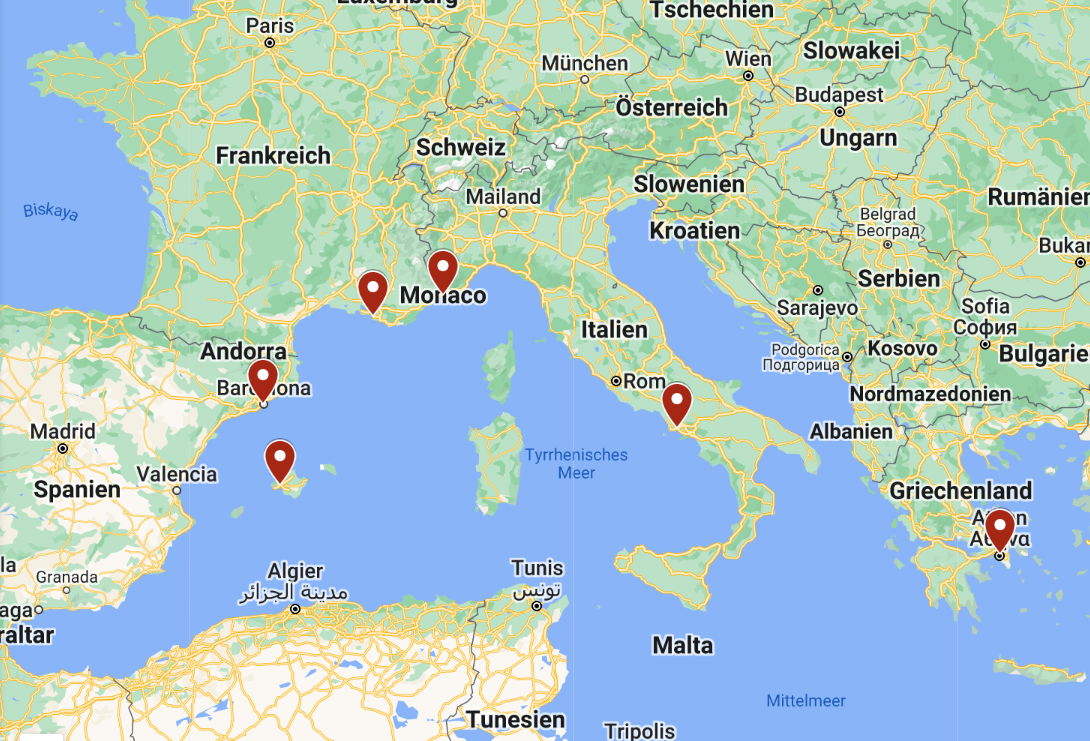 Luxemburg
Tschechien
Paris
Slowakei
Wien
München
Budapest
Österreich
Ungarn
Schweiz
Frankreich
Slowenien
Mailand
Rumänien
Biskaya
Belgrad
Београд
Kroatien
Bukar
Serbien
Monaco
Sarajevo
Sofia
София
Italien
Podgorica
Подгорица
Kosovo
Bulgarie
Andorra
Rom
Barcelona
Nordmazedonien
Madrid
Albanien
Tyrrhenisches
Meer
Valencia
Spanien
Griechenland
Athen
Αθήνα
la
Granada
Algier
مدينة الجزائر
Tunis
تونس
aga
raltar
Malta
Mittelmeer
Tunesien
Tripolis